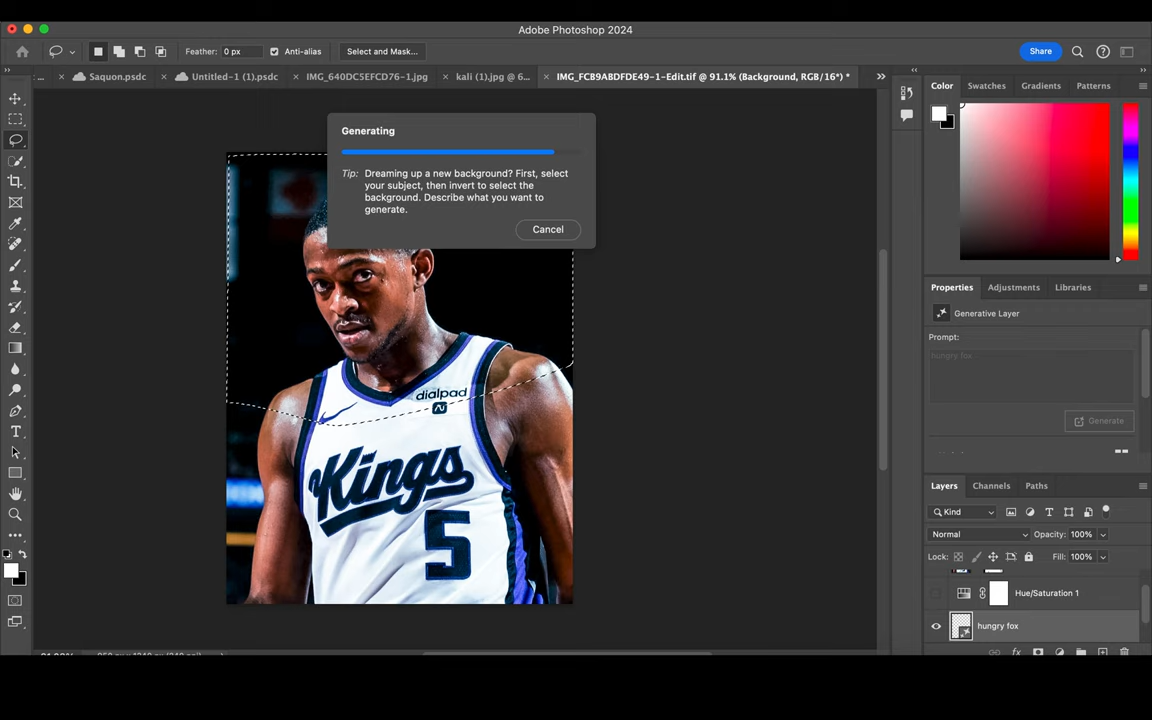 Adobe Photoshop 2024
Feather: 0 px Anti-alias Select and Mask... Share
... Saquon.psdc Untitled-1 (1).psdc IMG_640DC5EFCD76-1.jpg kali (1).jpg @ 6... IMG_FCB9ABDFDE49-1-Edit.tif @ 91.1% (Background, RGB/16*) *
Color Swatches Gradients Patterns
Generating
Tip: Dreaming up a new background? First, select
your subject, then invert to select the
background. Describe what you want to
generate.
Cancel
Properties Adjustments Libraries
Generative Layer
Prompt:
hungry fox
Generate
dialpad
Kings
5
Layers Channels Paths
Kind
Normal Opacity: 100%
Lock: Fill: 100%
Hue/Saturation 1
hungry fox